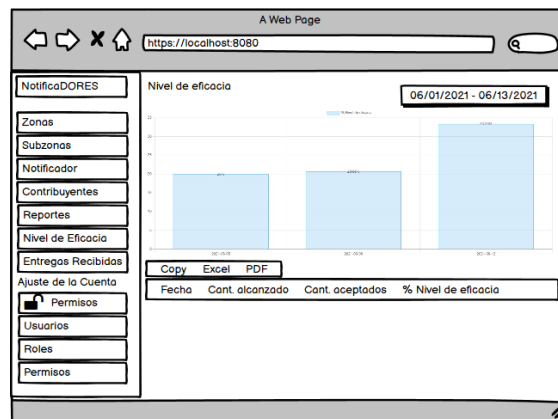 A Web Page
https://localhost:8080
NotificaDORES
Nivel de eficacia
06/01/2021 - 06/13/2021
Zonas
Subzonas
Notificador
Contribuyentes
Reportes
Nivel de Eficacia
Entregas Recibidas
Ajuste de la Cuenta
Permisos
Usuarios
Roles
Permisos
Copy Excel PDF
Fecha Cant. alcanzado Cant. aceptados % Nivel de eficacia